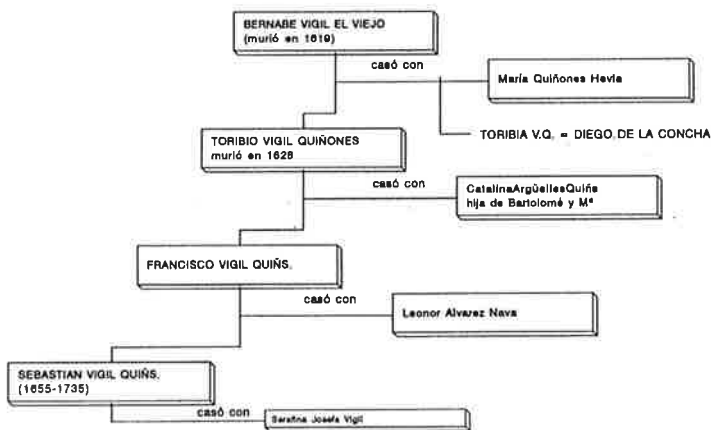 BERNABE VIGIL EL VIEJO
(murió en 1619)
casó con
María Quiñones Hevia
TORIBIA V.Q. = DIEGO DE LA CONCHA
TORIBIO VIGIL QUIÑONES
murió en 1628
casó con
CatalinaArgüellesQuiñs
hija de Bartolomé y Mª
FRANCISCO VIGIL QUIÑS.
casó con
Leonor Alvarez Nava
SEBASTIAN VIGIL QUIÑS.
(1655-1735)
casó con
Serafina Josefa Vigil